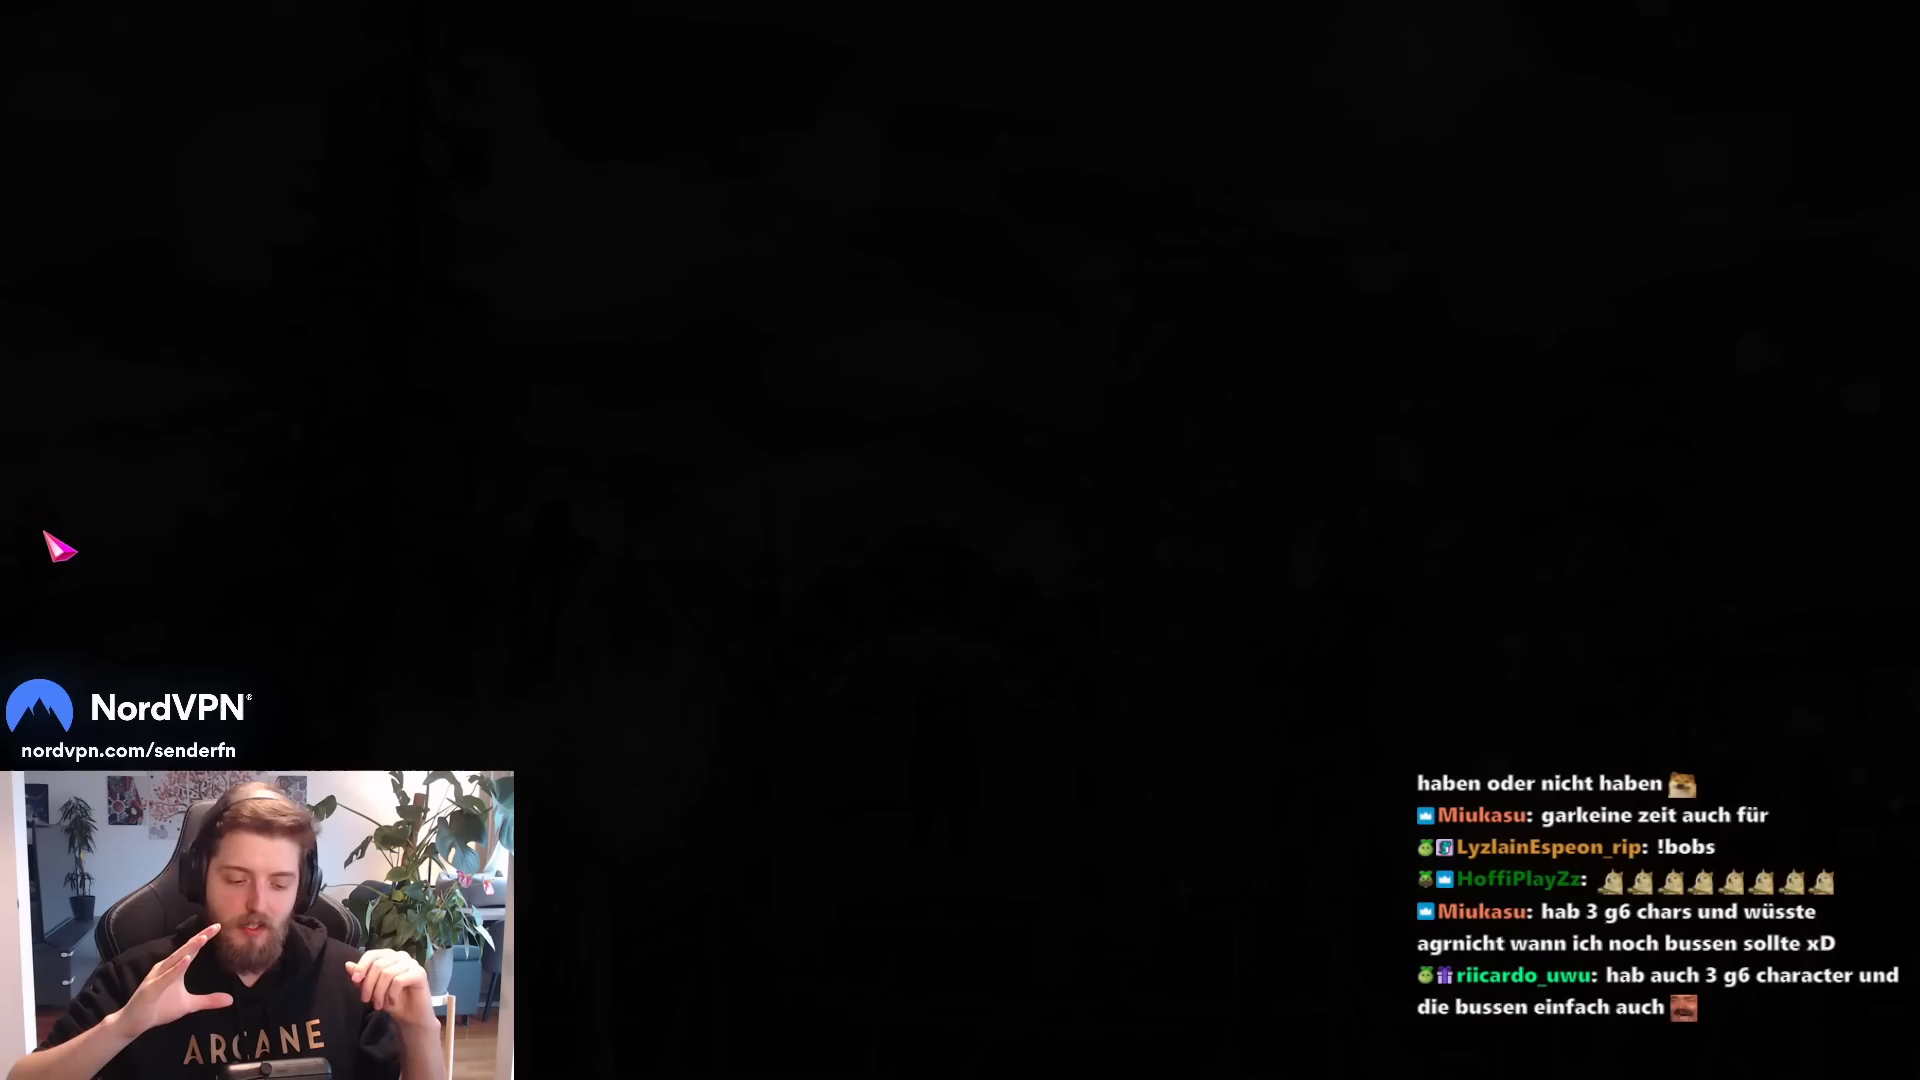 NordVPN®
nordvpn.com/senderfn
ARCANE
haben oder nicht haben
Miukasu: garkeine zeit auch für
LyzlainEspeon_rip: !bobs
HoffiPlayZz:
Miukasu: hab 3 g6 chars und wüsste
agrnicht wann ich noch bussen sollte xD
riicardo_uwu: hab auch 3 g6 character und
die bussen einfach auch